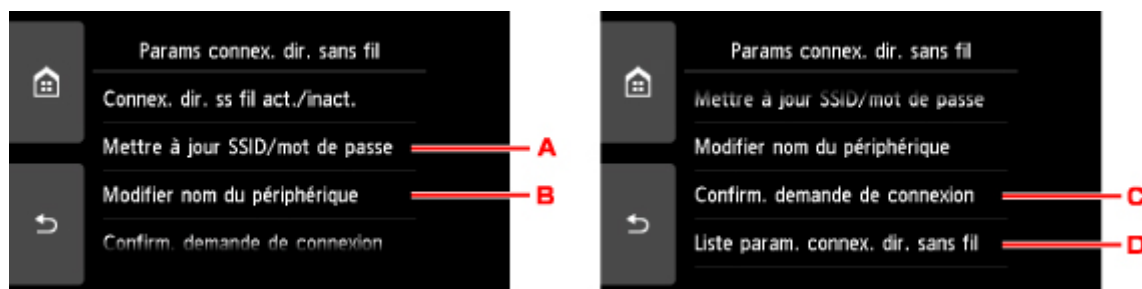 Params connex. dir. sans fil
Connex. dir. ss fil act./inact.
Mettre à jour SSID/mot de passe
A
Modifier nom du périphérique
B
Confirm. demande de connexion
Params connex. dir. sans fil
Mettre à jour SSID/mot de passe
Modifier nom du périphérique
Confirm. demande de connexion
C
Liste param. connex. dir. sans fil
D